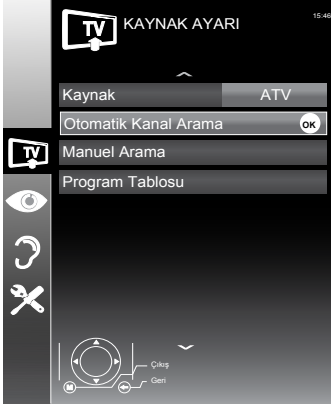 TV KAYNAK AYARI 15:46
Kaynak ATV
Otomatik Kanal Arama OK
TV Manuel Arama
Program Tablosu
Çıkış
M Geri